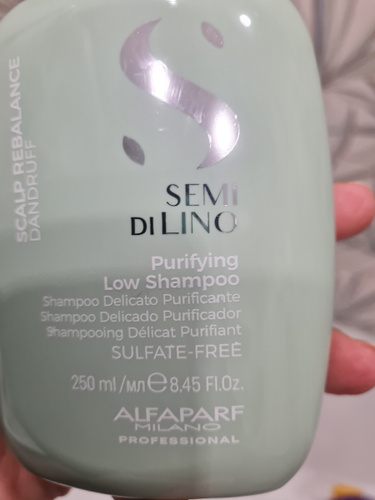 SCALP REBALANCE
DANDRUFF
SEMI
DI LINO
Purifying
Low Shampoo
Shampoo Delicato Purificante
Shampoo Delicado Purificador
Shampooing Délicat Purifiant
SULFATE-FREE
250 ml /мл℮8.45 Fl.Oz.
ALFAPARF
MILANO
PROFESSIONAL